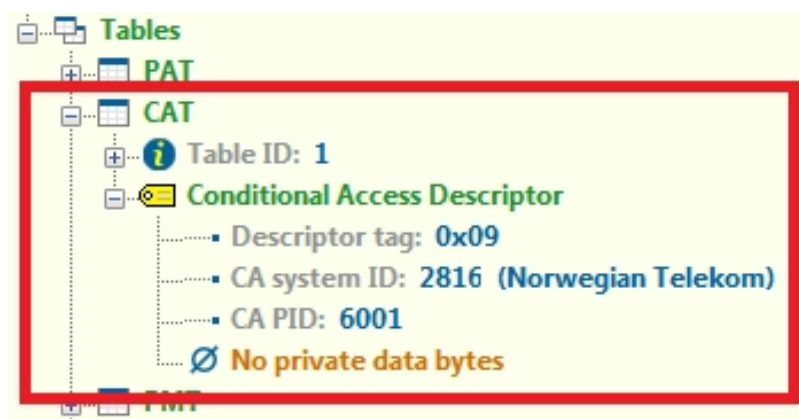 Tables
PAT
CAT
Table ID: 1
Conditional Access Descriptor
Descriptor tag: 0x09
CA system ID: 2816 (Norwegian Telekom)
CA PID: 6001
No private data bytes
PMT